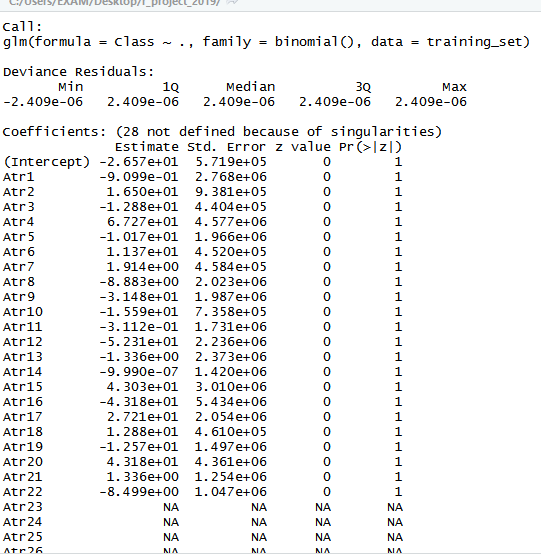 C:/Users/EXAM/Desktop/f_project_2019/
Call:
glm(formula = Class ~ ., family = binomial(), data = training_set)
Deviance Residuals:
Min 1Q Median 3Q Max
-2.409e-06 2.409e-06 2.409e-06 2.409e-06 2.409e-06
Coefficients: (28 not defined because of singularities)
Estimate Std. Error z value Pr(>|z|)
(Intercept) -2.657e+01 5.719e+05 0 1
Atr1 -9.099e-01 2.768e+06 0 1
Atr2 1.650e+01 9.381e+05 0 1
Atr3 -1.288e+01 4.404e+05 0 1
Atr4 6.727e+01 4.577e+06 0 1
Atr5 -1.017e+01 1.966e+06 0 1
Atr6 1.137e+01 4.520e+05 0 1
Atr7 1.914e+00 4.584e+05 0 1
Atr8 -8.883e+00 2.023e+06 0 1
Atr9 -3.148e+01 1.987e+06 0 1
Atr10 -1.559e+01 7.358e+05 0 1
Atr11 -3.112e-01 1.731e+06 0 1
Atr12 -5.231e+01 2.236e+06 0 1
Atr13 -1.336e+00 2.373e+06 0 1
Atr14 -9.990e-07 1.420e+06 0 1
Atr15 4.303e+01 3.010e+06 0 1
Atr16 -4.318e+01 5.434e+06 0 1
Atr17 2.721e+01 2.054e+06 0 1
Atr18 1.288e+01 4.610e+05 0 1
Atr19 -1.257e+01 1.497e+06 0 1
Atr20 4.318e+01 4.361e+06 0 1
Atr21 1.336e+00 1.254e+06 0 1
Atr22 -8.499e+00 1.047e+06 0 1
Atr23 NA NA NA NA
Atr24 NA NA NA NA
Atr25 NA NA NA NA
Atr26 NA NA NA NA